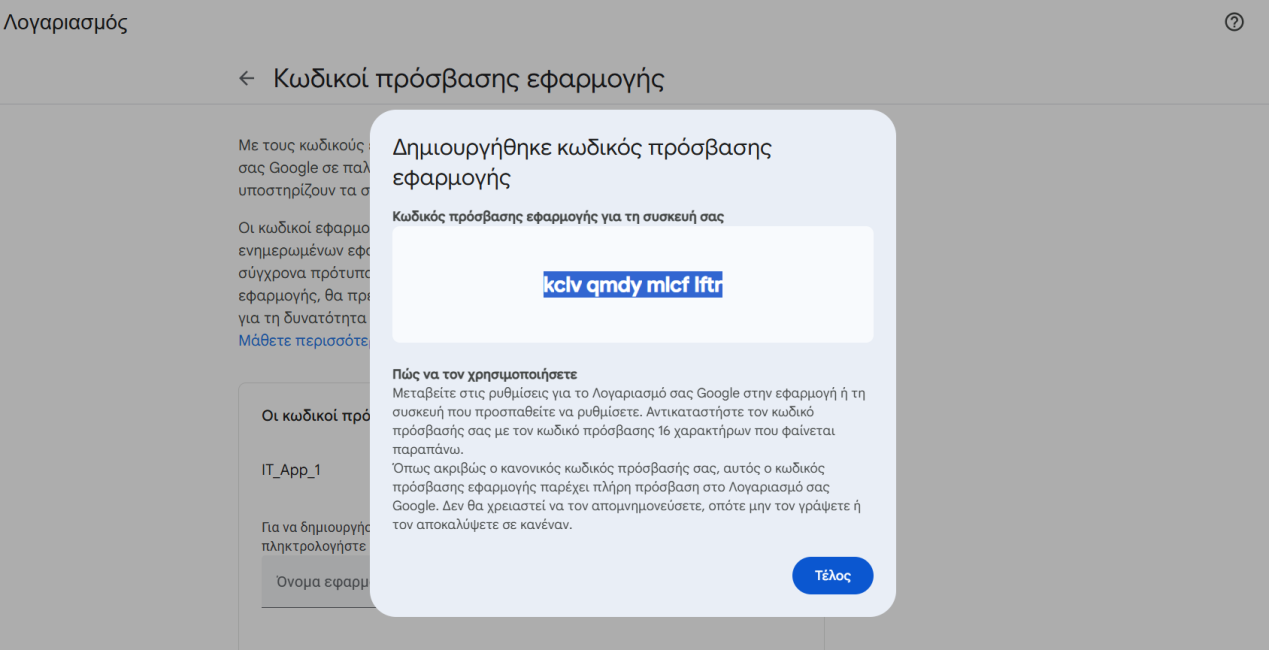 Λογαριασμός
Κωδικοί πρόσβασης εφαρμογής
Με τους κωδικούς
σας Google σε
υποστηρίζουν τα
Οι κωδικοί
ενημερωμένων
σύγχρονα
εφαρμογής, θα
για τη δυνατότητα
Μάθετε
Οι κωδικοί
IT_App_1
Για να
πληκτρολογήστε
Όνομα
Δημιουργήθηκε κωδικός πρόσβασης
εφαρμογής
Κωδικός πρόσβασης εφαρμογής για τη συσκευή σας
kclv qmdy mlcf lftr
Πώς να τον χρησιμοποιήσετε
Μεταβείτε στις ρυθμίσεις για το Λογαριασμό σας Google στην εφαρμογή ή τη
συσκευή που προσπαθείτε να ρυθμίσετε. Αντικαταστήστε τον κωδικό
πρόσβασής σας με τον κωδικό πρόσβασης 16 χαρακτήρων που φαίνεται
παραπάνω.
Όπως ακριβώς ο κανονικός κωδικός πρόσβασής σας, αυτός ο κωδικός
πρόσβασης εφαρμογής παρέχει πλήρη πρόσβαση στο Λογαριασμό σας
Google. Δεν θα χρειαστεί να τον απομνημονεύσετε, οπότε μην τον γράψετε ή
τον αποκαλύψετε σε κανέναν.
Τέλος